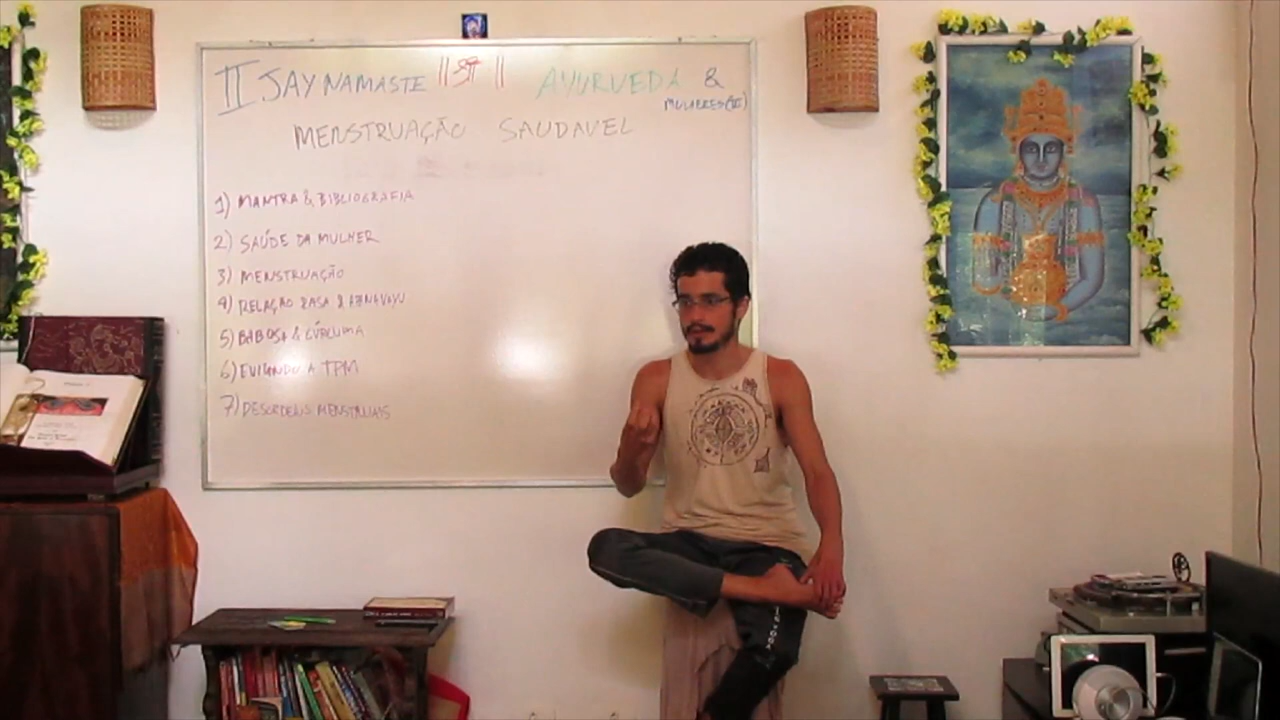 JAY NAMASTE ॥ श्री ॥ AYURVEDA &
MULHERES (II)
MENSTRUAÇÃO SAUDAVEL
1) MANTRA & BIBLIOGRAFIA
2) SAÚDE DA MULHER
3) MENSTRUAÇÃO
4) RELAÇÃO RASA &
5) BABOSA & CÚRCUMA
6) EVITANDO A TPM
7) DESORDENS MENSTRUAIS